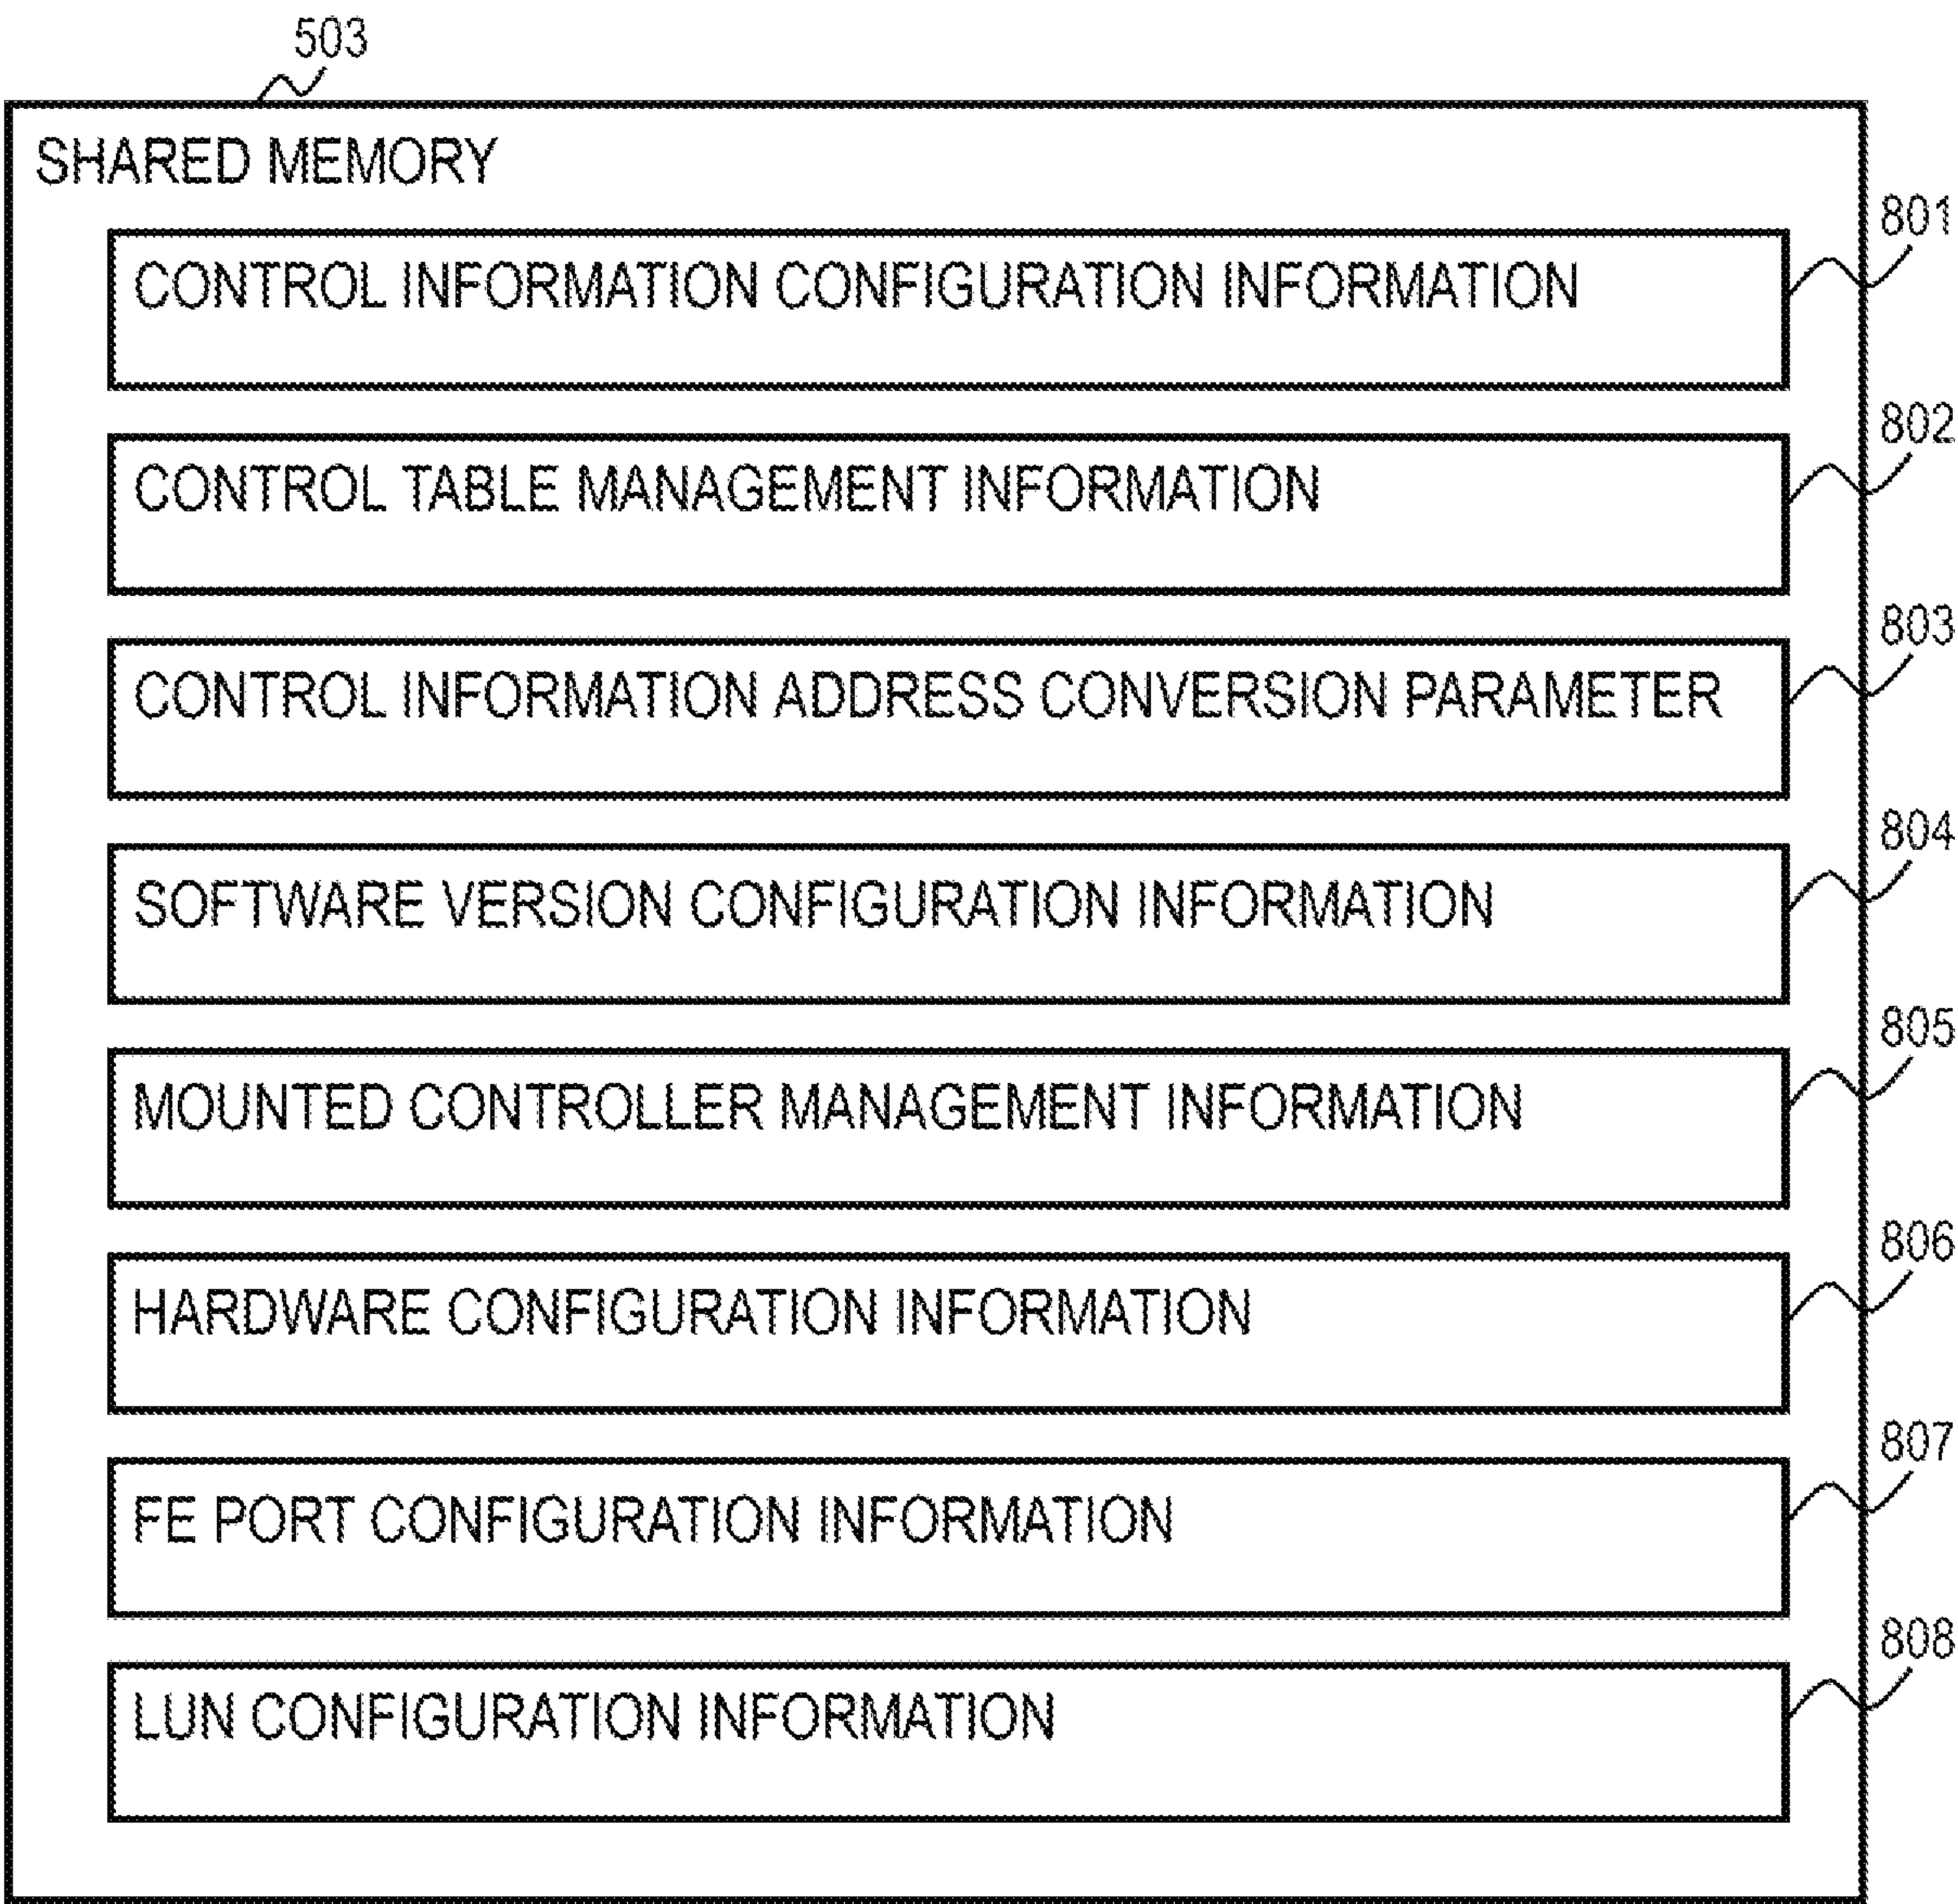 503
SHARED MEMORY
801
CONTROL INFORMATION CONFIGURATION INFORMATION
802
CONTROL TABLE MANAGEMENT INFORMATION
803
CONTROL INFORMATION ADDRESS CONVERSION PARAMETER
804
SOFTWARE VERSION CONFIGURATION INFORMATION
805
MOUNTED CONTROLLER MANAGEMENT INFORMATION
806
HARDWARE CONFIGURATION INFORMATION
807
FE PORT CONFIGURATION INFORMATION
808
LUN CONFIGURATION INFORMATION